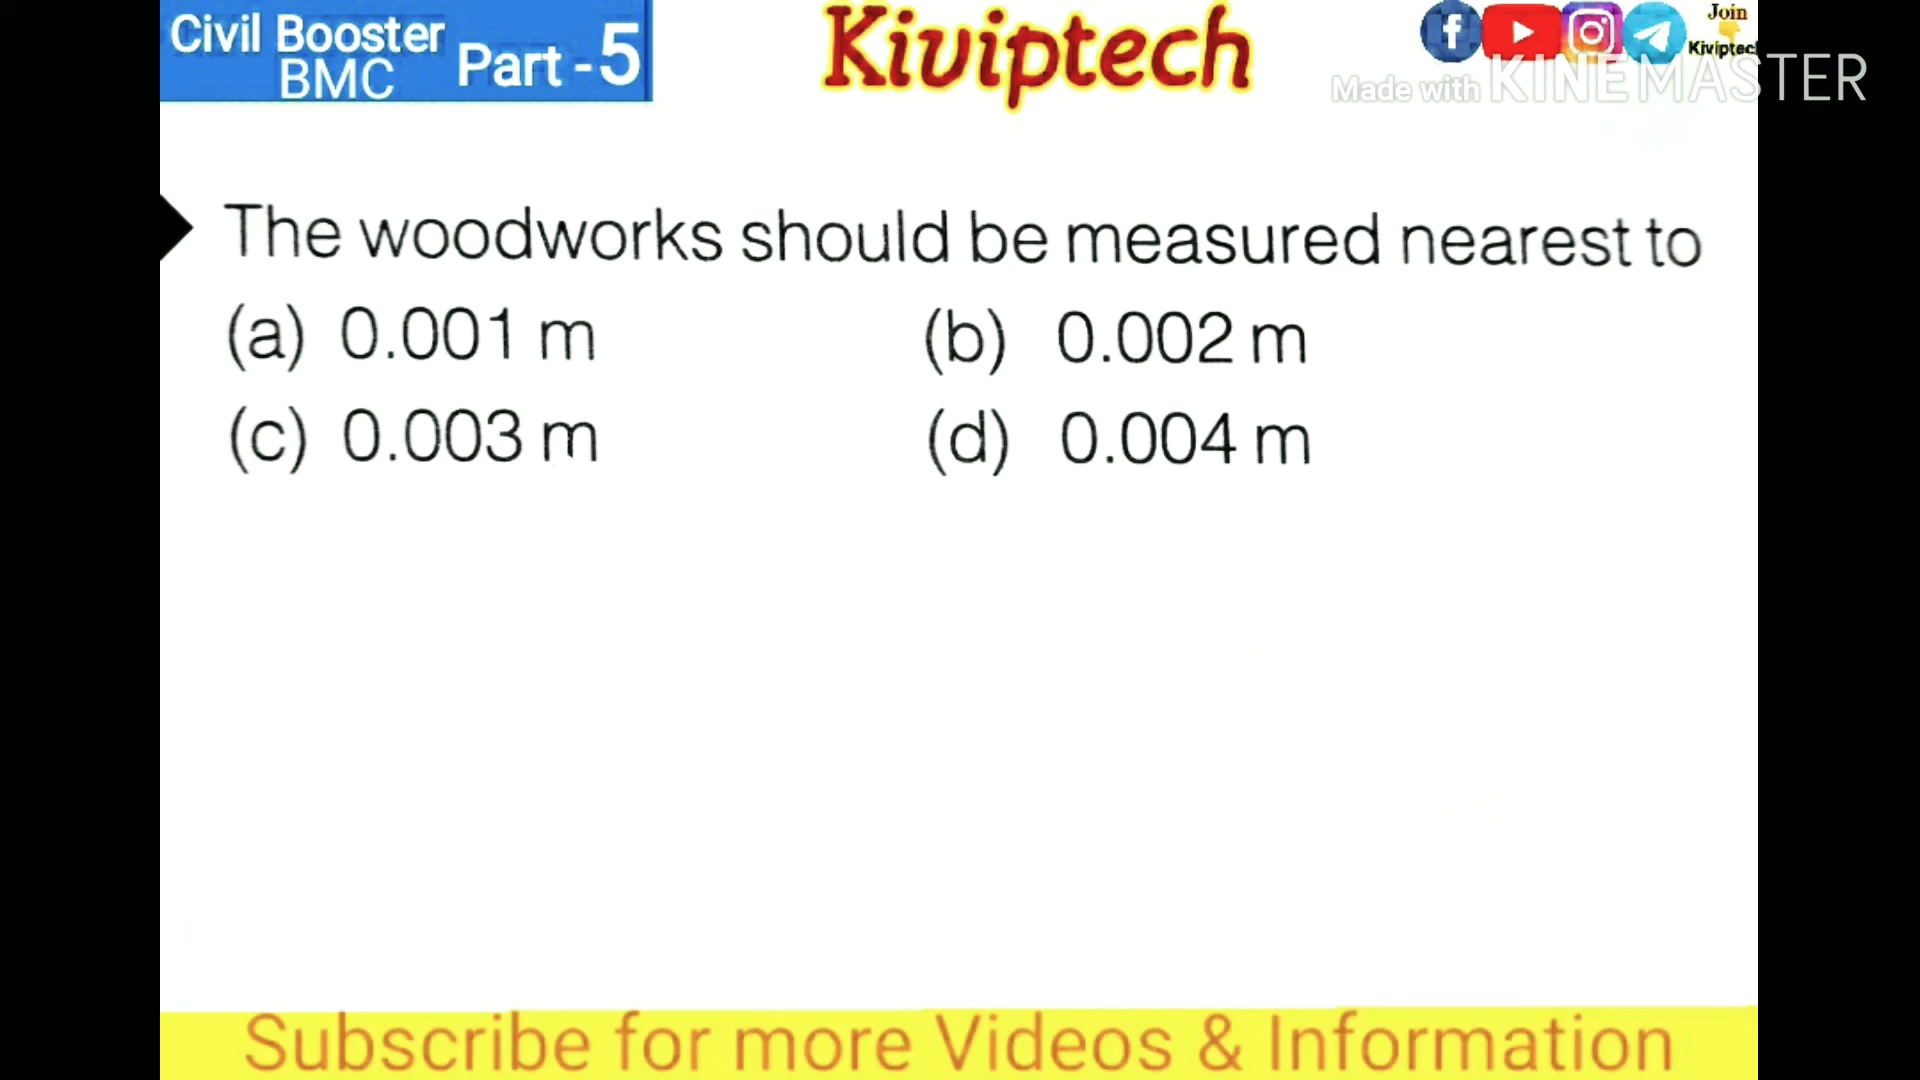 Civil Booster
BMC
Part - 5
Kiviptech
Join
Kiviptec
Made with KINEMASTER
The woodworks should be measured nearest to
(a) 0.001 m
(b) 0.002 m
(c) 0.003 m
(d) 0.004 m
Subscribe for more Videos & Information